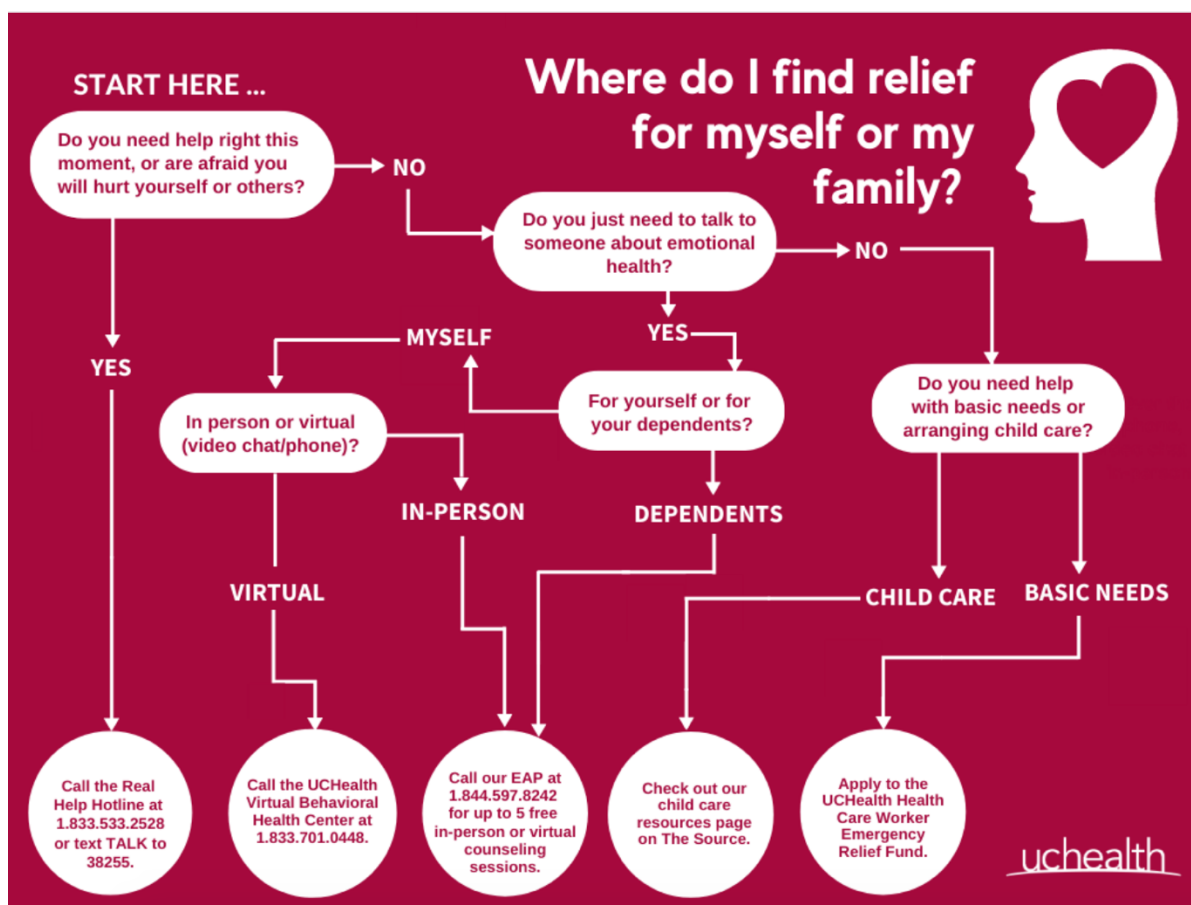 START HERE ...
Where do I find relief
for myself or my
family?
Do you need help right this
moment, or are afraid you
will hurt yourself or others?
NO
Do you just need to talk to
someone about emotional
health?
NO
YES
MYSELF
YES
In person or virtual
(video chat/phone)?
For yourself or for
your dependents?
Do you need help
with basic needs or
arranging child care?
IN-PERSON
DEPENDENTS
VIRTUAL
CHILD CARE
BASIC NEEDS
Call the Real
Help Hotline at
1.833.533.2528
or text TALK to
38255.
Call the UCHealth
Virtual Behavioral
Health Center at
1.833.701.0448.
Call our EAP at
1.844.597.8242
for up to 5 free
in-person or virtual
counseling
sessions.
Check out our
child care
resources page
on The Source.
Apply to the
UCHealth Health
Care Worker
Emergency
Relief Fund.
uchealth